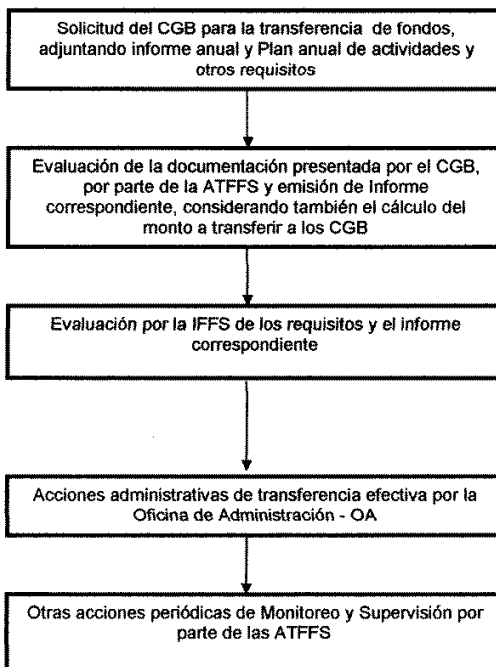 Solicitud del CGB para la transferencia de fondos,
adjuntando informe anual y Plan anual de actividades y
otros requisitos
Evaluación de la documentación presentada por el CGB,
por parte de la ATFFS y emisión de Informe
correspondiente, considerando también el cálculo del
monto a transferir a los CGB
Evaluación por la IFFS de los requisitos y el informe
correspondiente
Acciones administrativas de transferencia efectiva por la
Oficina de Administración - OA
Otras acciones periódicas de Monitoreo y Supervisión por
parte de las ATFFS